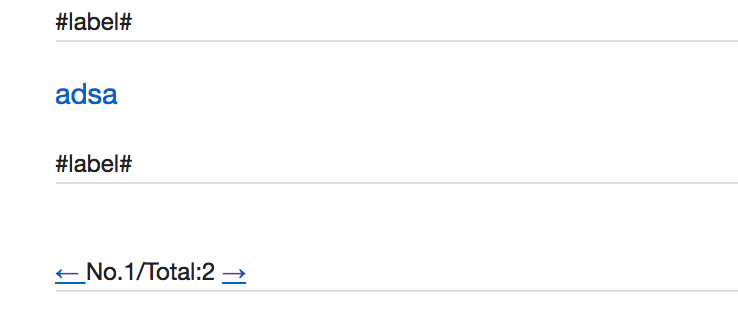 #label#
adsa
#label#
← No.1/Total:2 →